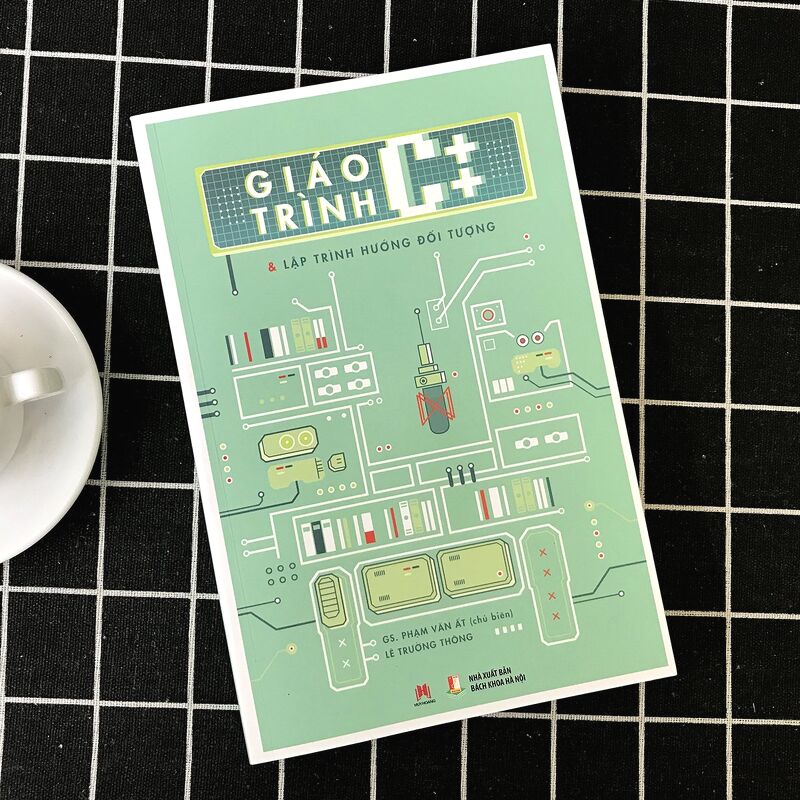 GIÁO
TRÌNH C++
& LẬP TRÌNH HƯỚNG ĐỐI TƯỢNG
GS. PHẠM VĂN ẤT (chủ biên)
LÊ TRƯỜNG THÔNG
HUYHOANG
NHÀ XUẤT BẢN
BÁCH KHOA HÀ NỘI